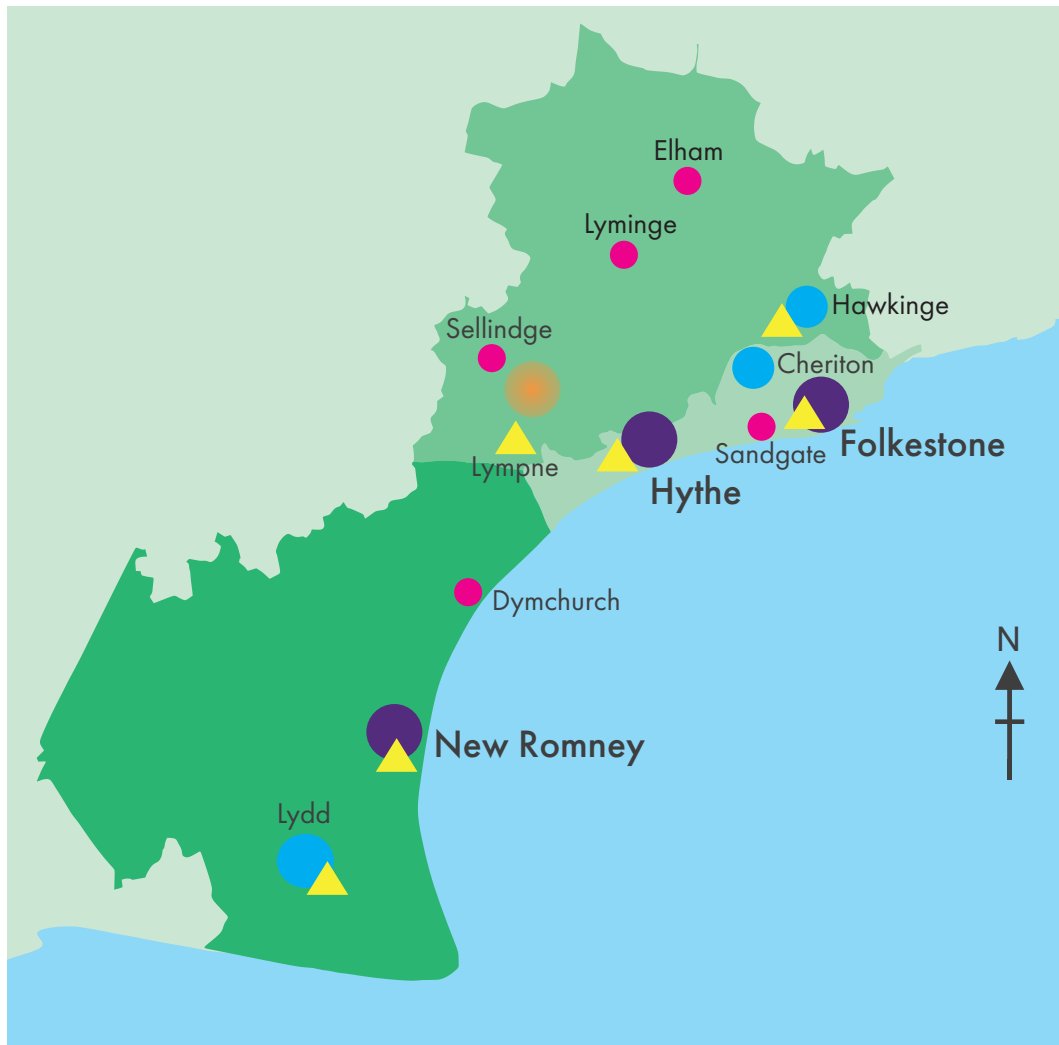 Elham
Lyminge
Hawkinge
Sellindge
Cheriton
Folkestone
Sandgate
Lympne
Hythe
Dymchurch
N
New Romney
Lydd